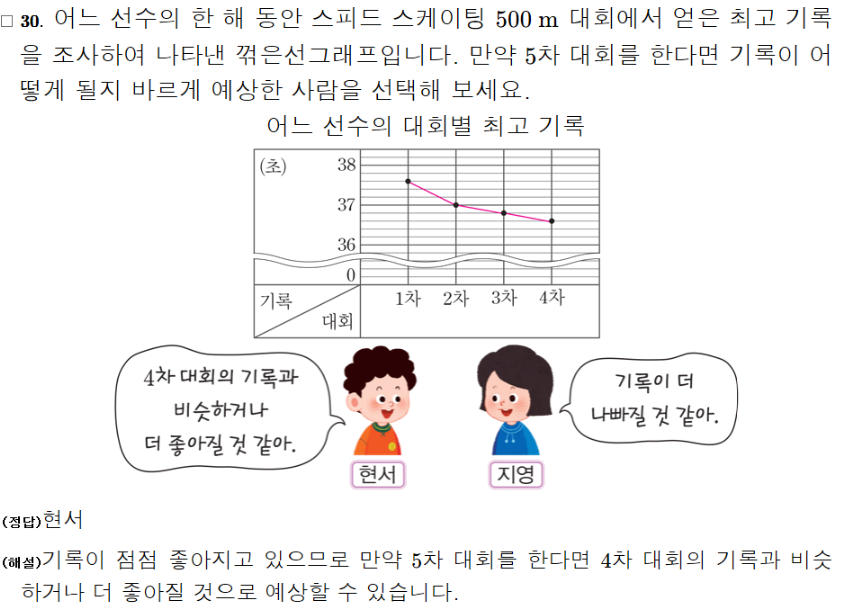 □ 30. 어느 선수의 한 해 동안 스피드 스케이팅 500 m 대회에서 얻은 최고 기록
을 조사하여 나타낸 꺾은선그래프입니다. 만약 5차 대회를 한다면 기록이 어
떻게 될지 바르게 예상한 사람을 선택해 보세요.
어느 선수의 대회별 최고 기록
(초)
38
37
36
0
기록
대회
1차 2차 3차 4차
4차 대회의 기록과
비슷하거나
더 좋아질 것 같아.
현서
기록이 더
나빠질 것 같아.
지영
(정답)현서
(해설)기록이 점점 좋아지고 있으므로 만약 5차 대회를 한다면 4차 대회의 기록과 비슷
하거나 더 좋아질 것으로 예상할 수 있습니다.